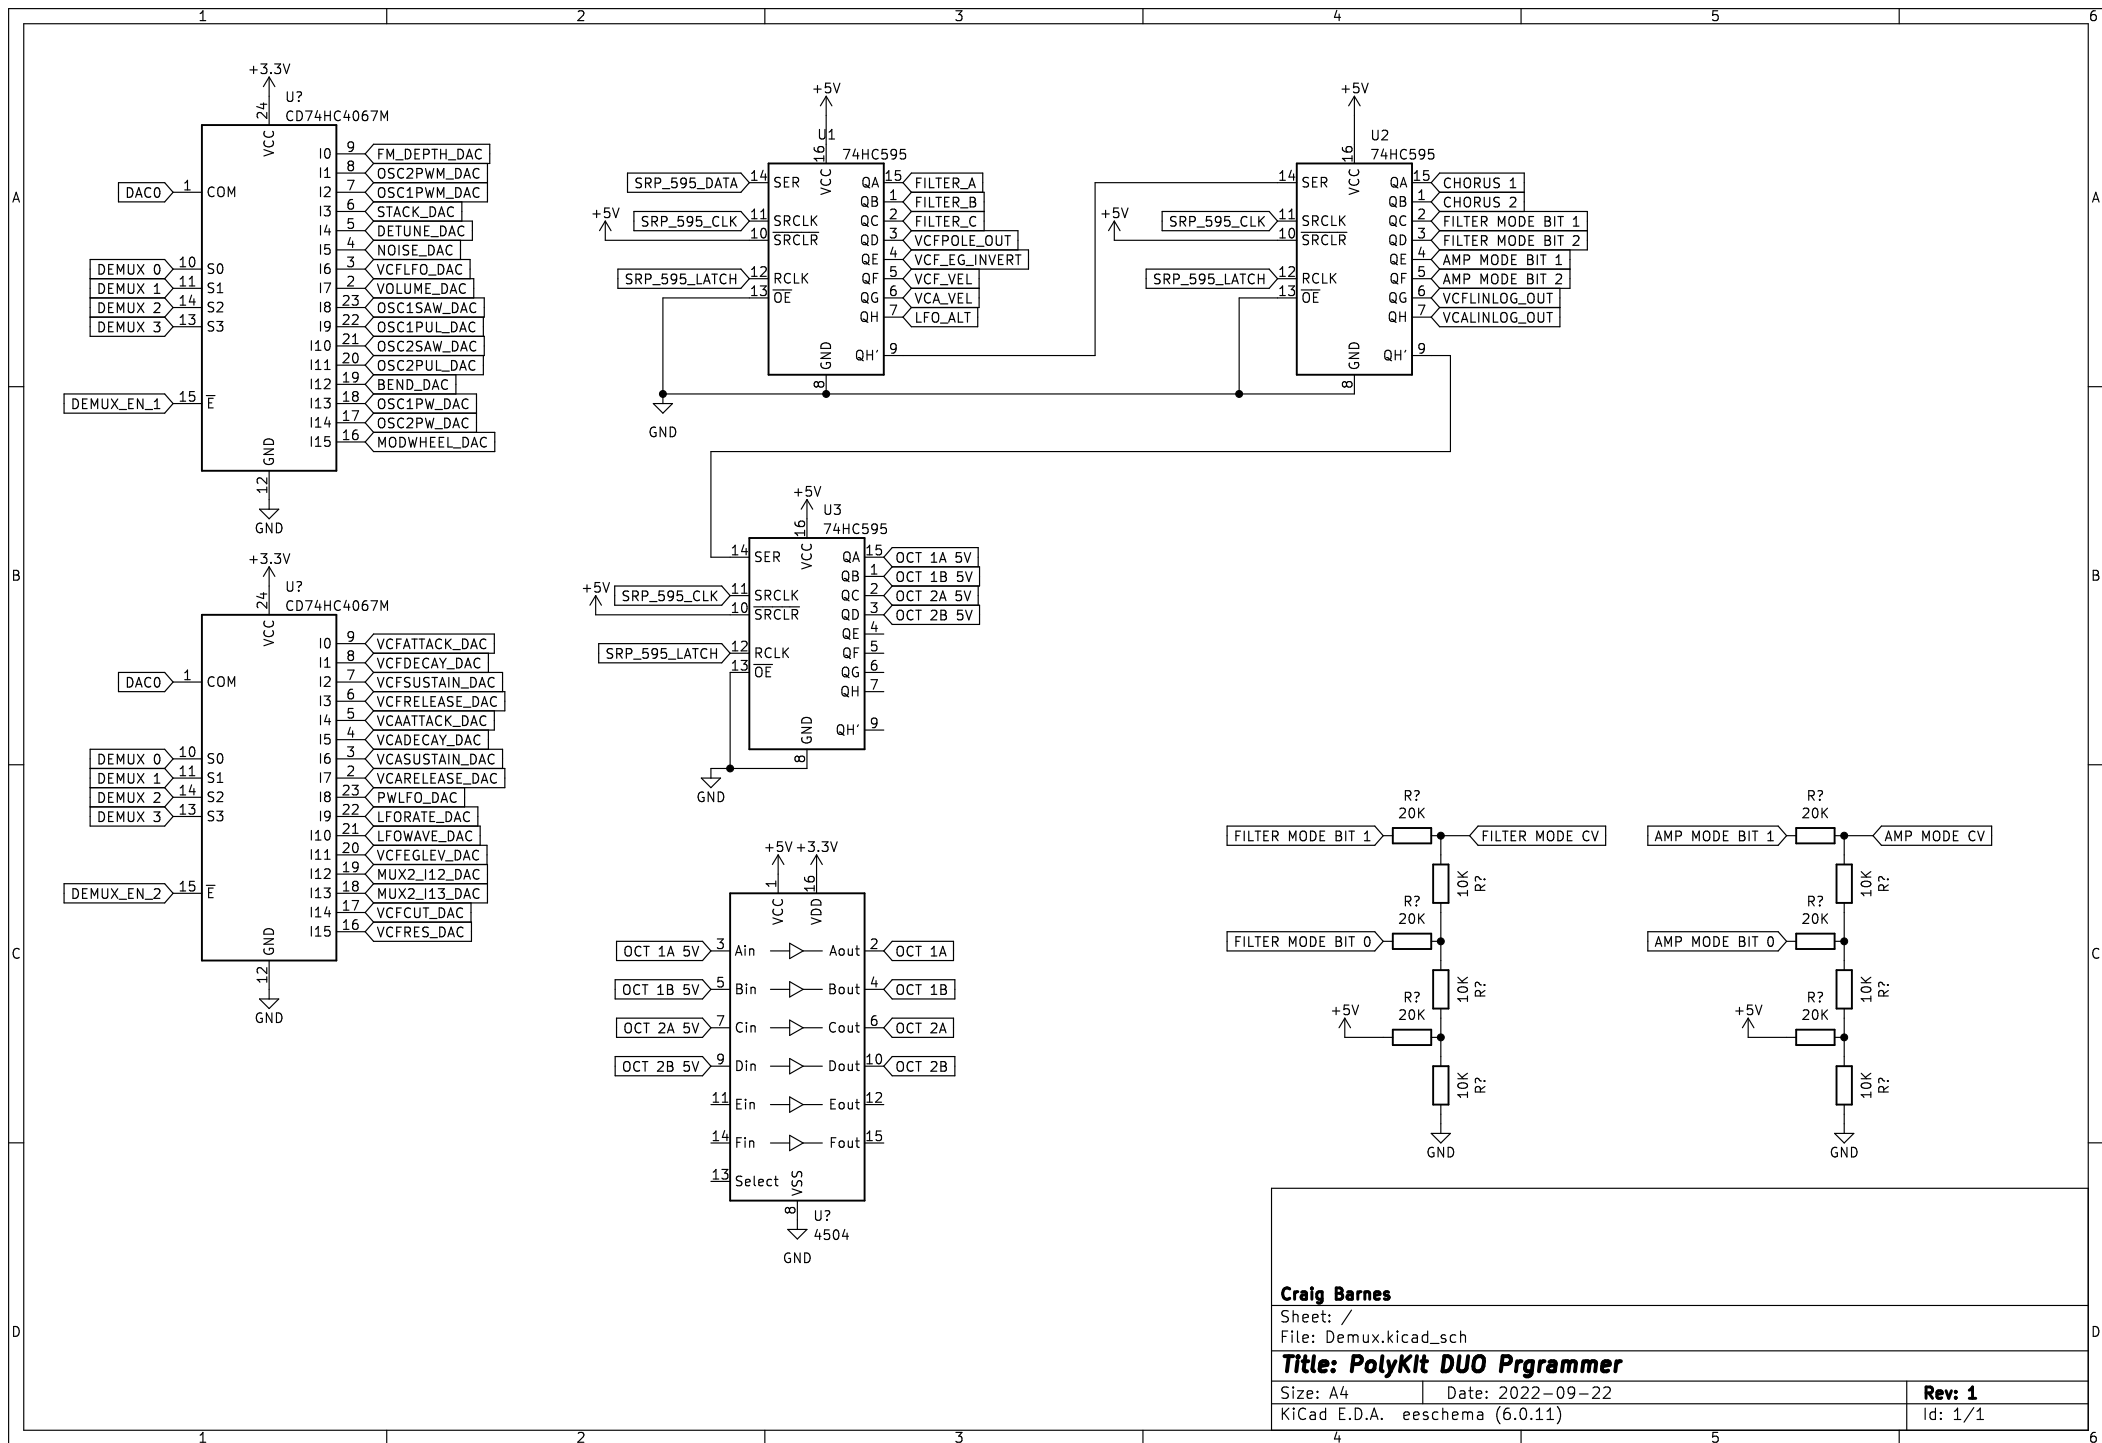 1 2 3 4 5 6
A
B
C
D
+3.3V
U?
CD74HC4067M
24
VCC
DAC0 1 COM
DEMUX 0 10 S0
DEMUX 1 11 S1
DEMUX 2 14 S2
DEMUX 3 13 S3
DEMUX_EN_1 15 E
I0 9 FM_DEPTH_DAC
I1 8 OSC2PWM_DAC
I2 7 OSC1PWM_DAC
I3 6 STACK_DAC
I4 5 DETUNE_DAC
I5 4 NOISE_DAC
I6 3 VCFLFO_DAC
I7 2 VOLUME_DAC
I8 23 OSC1SAW_DAC
I9 22 OSC1PUL_DAC
I10 21 OSC2SAW_DAC
I11 20 OSC2PUL_DAC
I12 19 BEND_DAC
I13 18 OSC1PW_DAC
I14 17 OSC2PW_DAC
I15 16 MODWHEEL_DAC
GND
12
GND
+3.3V
U?
CD74HC4067M
24
VCC
DAC0 1 COM
DEMUX 0 10 S0
DEMUX 1 11 S1
DEMUX 2 14 S2
DEMUX 3 13 S3
DEMUX_EN_2 15 E
I0 9 VCFATTACK_DAC
I1 8 VCFDECAY_DAC
I2 7 VCFSUSTAIN_DAC
I3 6 VCFRELEASE_DAC
I4 5 VCAATTACK_DAC
I5 4 VCADECAY_DAC
I6 3 VCASUSTAIN_DAC
I7 2 VCARELEASE_DAC
I8 23 PWLFO_DAC
I9 22 LFORATE_DAC
I10 21 LFOWAVE_DAC
I11 20 VCFEGLEV_DAC
I12 19 MUX2_I12_DAC
I13 18 MUX2_I13_DAC
I14 17 VCFCUT_DAC
I15 16 VCFRES_DAC
GND
12
GND
+5V
U1
74HC595
16
VCC
SRP_595_DATA 14 SER
SRP_595_CLK 11 SRCLK
+5V 10 SRCLR
SRP_595_LATCH 12 RCLK
13 OE
QA 15 FILTER_A
QB 1 FILTER_B
QC 2 FILTER_C
QD 3 VCFPOLE_OUT
QE 4 VCF_EG_INVERT
QF 5 VCF_VEL
QG 6 VCA_VEL
QH 7 LFO_ALT
QH' 9
GND
8
GND
+5V
U2
74HC595
16
VCC
14 SER
SRP_595_CLK 11 SRCLK
+5V 10 SRCLR
SRP_595_LATCH 12 RCLK
13 OE
QA 15 CHORUS 1
QB 1 CHORUS 2
QC 2 FILTER MODE BIT 1
QD 3 FILTER MODE BIT 2
QE 4 AMP MODE BIT 1
QF 5 AMP MODE BIT 2
QG 6 VCFLINLOG_OUT
QH 7 VCALINLOG_OUT
QH' 9
GND
8
+5V
U3
74HC595
16
VCC
14 SER
SRP_595_CLK 11 SRCLK
+5V 10 SRCLR
SRP_595_LATCH 12 RCLK
13 OE
QA 15 OCT 1A 5V
QB 1 OCT 1B 5V
QC 2 OCT 2A 5V
QD 3 OCT 2B 5V
QE 4
QF 5
QG 6
QH 7
QH' 9
GND
8
GND
+5V +3.3V
1 16
VCC VDD
OCT 1A 5V 3 Ain Aout 2 OCT 1A
OCT 1B 5V 5 Bin Bout 4 OCT 1B
OCT 2A 5V 7 Cin Cout 6 OCT 2A
OCT 2B 5V 9 Din Dout 10 OCT 2B
11 Ein Eout 12
14 Fin Fout 15
13 Select
VSS
8
U?
4504
GND
R?
20K
FILTER MODE BIT 1 FILTER MODE CV
10K
R?
R?
20K
FILTER MODE BIT 0
10K
R?
R?
20K
+5V
10K
R?
GND
R?
20K
AMP MODE BIT 1 AMP MODE CV
10K
R?
R?
20K
AMP MODE BIT 0
10K
R?
R?
20K
+5V
10K
R?
GND
Craig Barnes
Sheet: /
File: Demux.kicad_sch
Title: PolyKIt DUO Prgrammer
Size: A4 Date: 2022-09-22 Rev: 1
KiCad E.D.A. eeschema (6.0.11) Id: 1/1
A
B
C
D
1 2 3 4 5 6